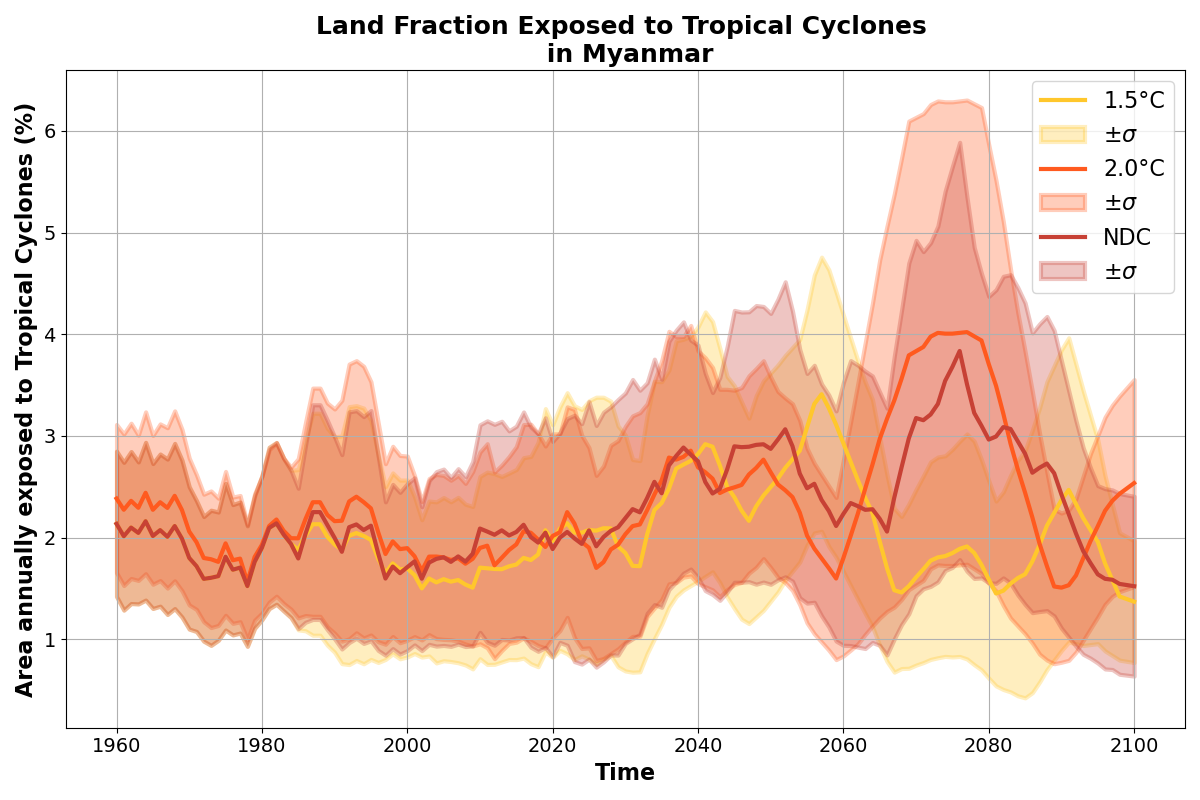 Land Fraction Exposed to Tropical Cyclones
in Myanmar
Area annually exposed to Tropical Cyclones (%)
6
5
4
3
2
1
1.5°C
±σ
2.0°C
±σ
NDC
±σ
1960 1980 2000 2020 2040 2060 2080 2100
Time